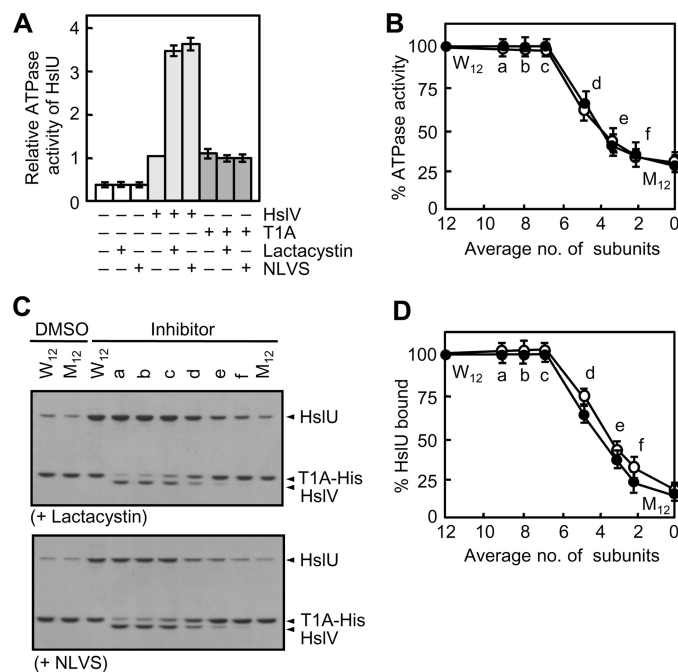 A
Relative ATPase
activity of HslU
4
3
2
1
0
– – – + + + – – – HslV
– – – – – – + + + T1A
– + – – + – – + – Lactacystin
– – + – – + – – + NLVS
B
% ATPase activity
100
75
50
25
0
W12 a b c d e f M12
12 10 8 6 4 2 0
Average no. of subunits
C
DMSO Inhibitor
W12 M12 W12 a b c d e f M12
HslU
T1A-His
HslV
(+ Lactacystin)
HslU
T1A-His
HslV
(+ NLVS)
D
% HslU bound
100
75
50
25
0
W12 a b c d e f M12
12 10 8 6 4 2 0
Average no. of subunits